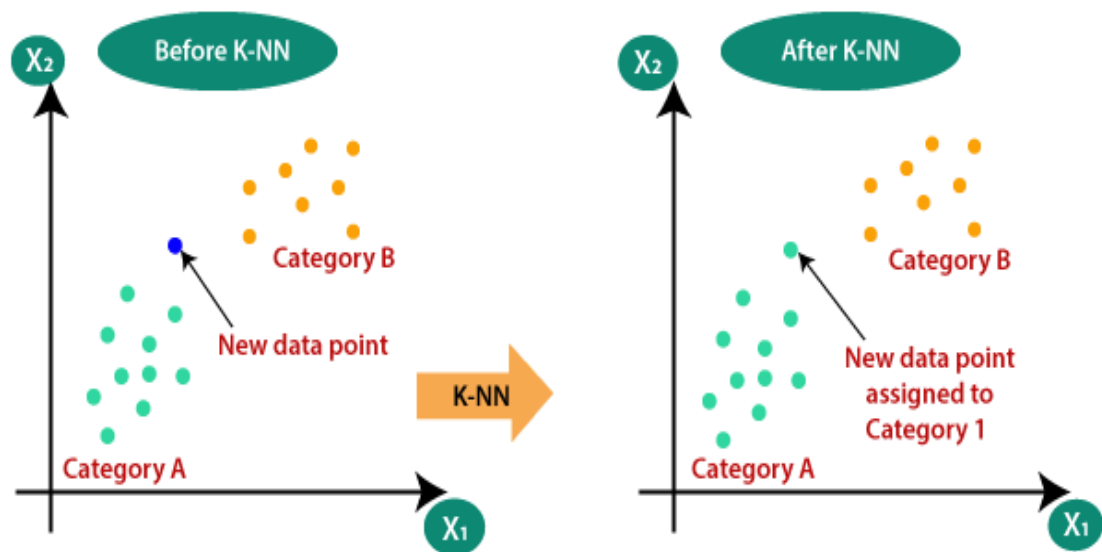 Before K-NN
X₂
Category B
New data point
Category A
X₁
K-NN
After K-NN
X₂
Category B
New data point
assigned to
Category 1
Category A
X₁